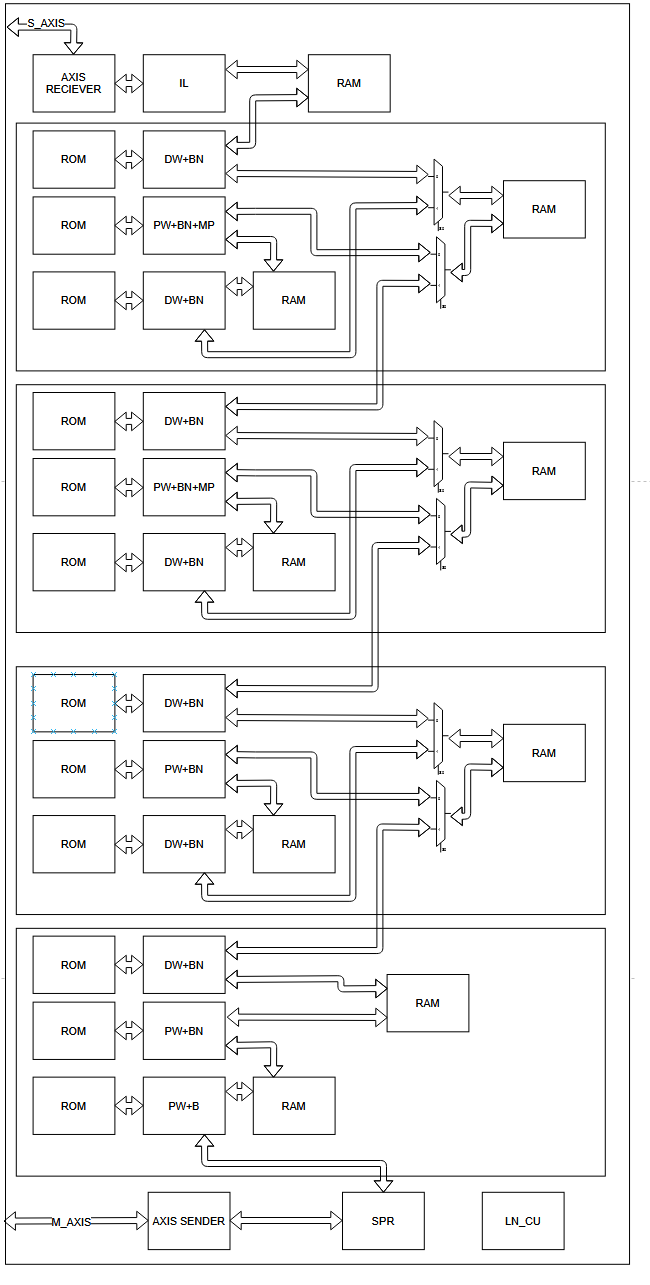 S_AXIS
AXIS
RECIEVER
IL
RAM
ROM
DW+BN
RAM
ROM
PW+BN+MP
ROM
DW+BN
RAM
ROM
DW+BN
RAM
ROM
PW+BN+MP
ROM
DW+BN
RAM
ROM
DW+BN
RAM
ROM
PW+BN
ROM
DW+BN
RAM
ROM
DW+BN
RAM
ROM
PW+BN
ROM
PW+B
RAM
M_AXIS
AXIS SENDER
SPR
LN_CU